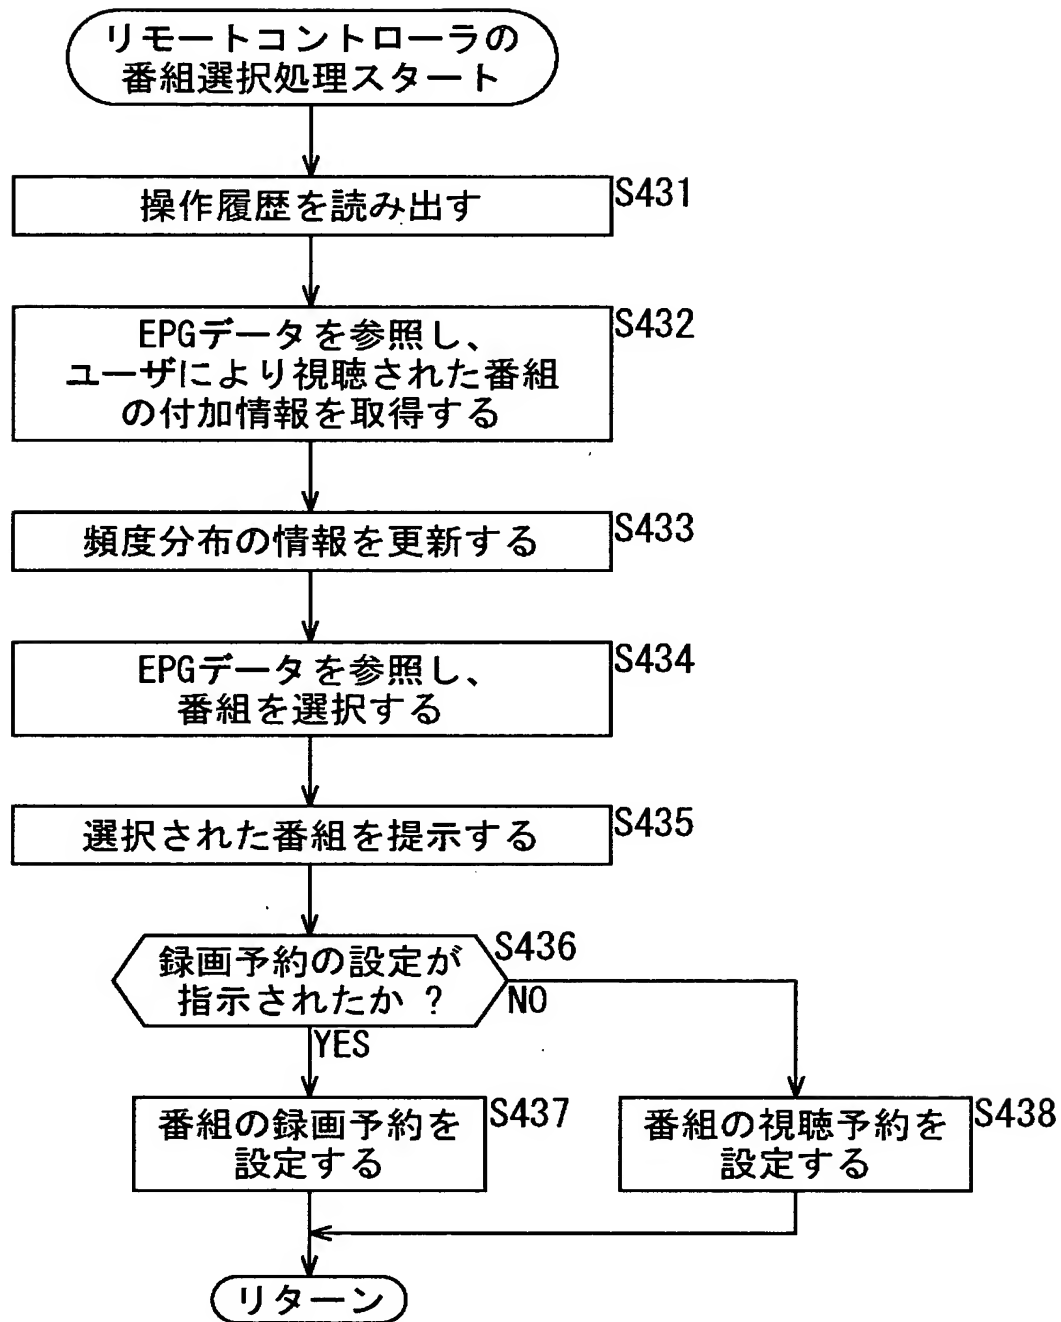 リモートコントローラの
番組選択処理スタート
操作履歴を読み出す
S431
EPGデータを参照し、
ユーザにより視聴された番組
の付加情報を取得する
S432
頻度分布の情報を更新する
S433
EPGデータを参照し、
番組を選択する
S434
選択された番組を提示する
S435
録画予約の設定が
指示されたか ?
S436
NO
YES
番組の録画予約を
設定する
S437
番組の視聴予約を
設定する
S438
リターン